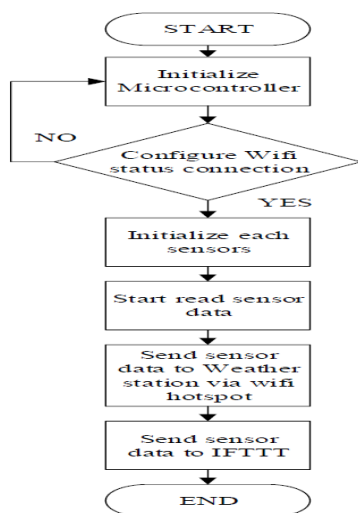 START
Initialize
Microcontroller
NO
Configure Wifi
status connection
YES
Initialize each
sensors
Start read sensor
data
Send sensor
data to Weather
station via wifi
hotspot
Send sensor
data to IFTTT
END